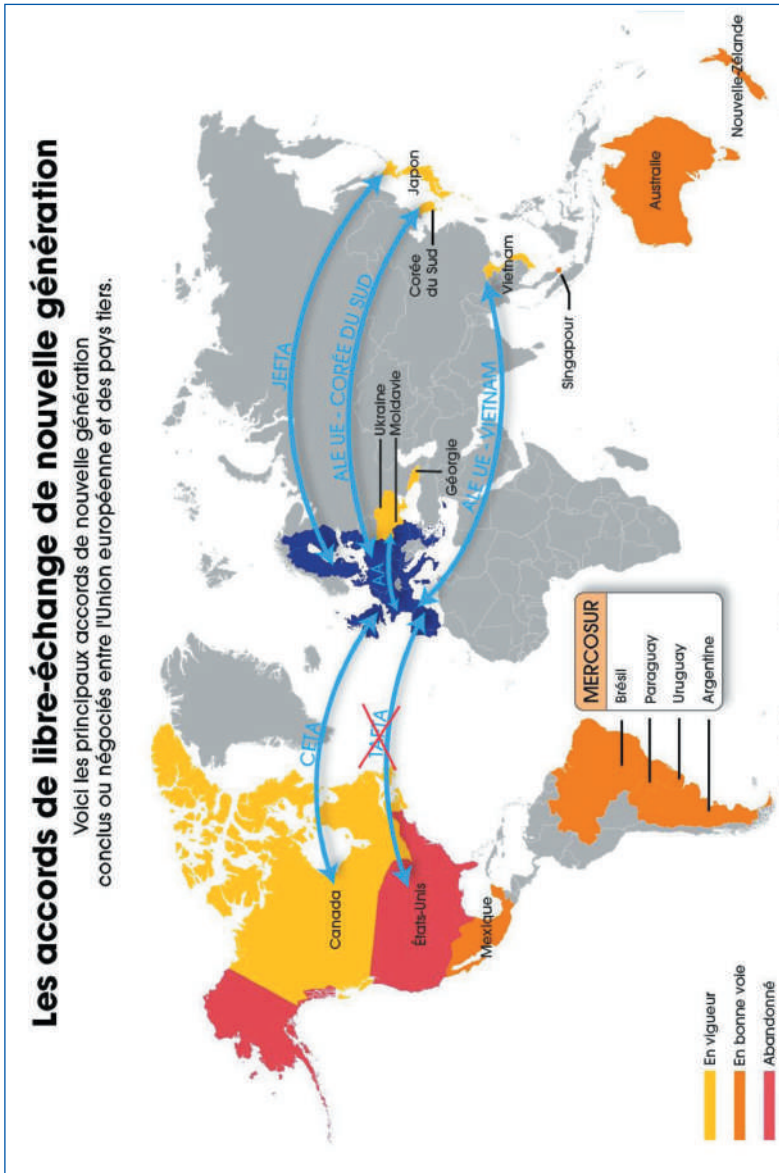 Les accords de libre-échange de nouvelle génération
Voici les principaux accords de nouvelle génération
conclus ou négociés entre l'Union européenne et des pays tiers.
JEFTA
ALE UE - CORÉE DU SUD
CETA
TAFTA
AA
ALE UE - VIETNAM
Canada
États-Unis
Mexique
Ukraine
Moldavie
Géorgie
Japon
Corée
du Sud
Vietnam
Singapour
Australie
Nouvelle-Zélande
MERCOSUR
Brésil
Paraguay
Uruguay
Argentine
En vigueur
En bonne voie
Abandonné